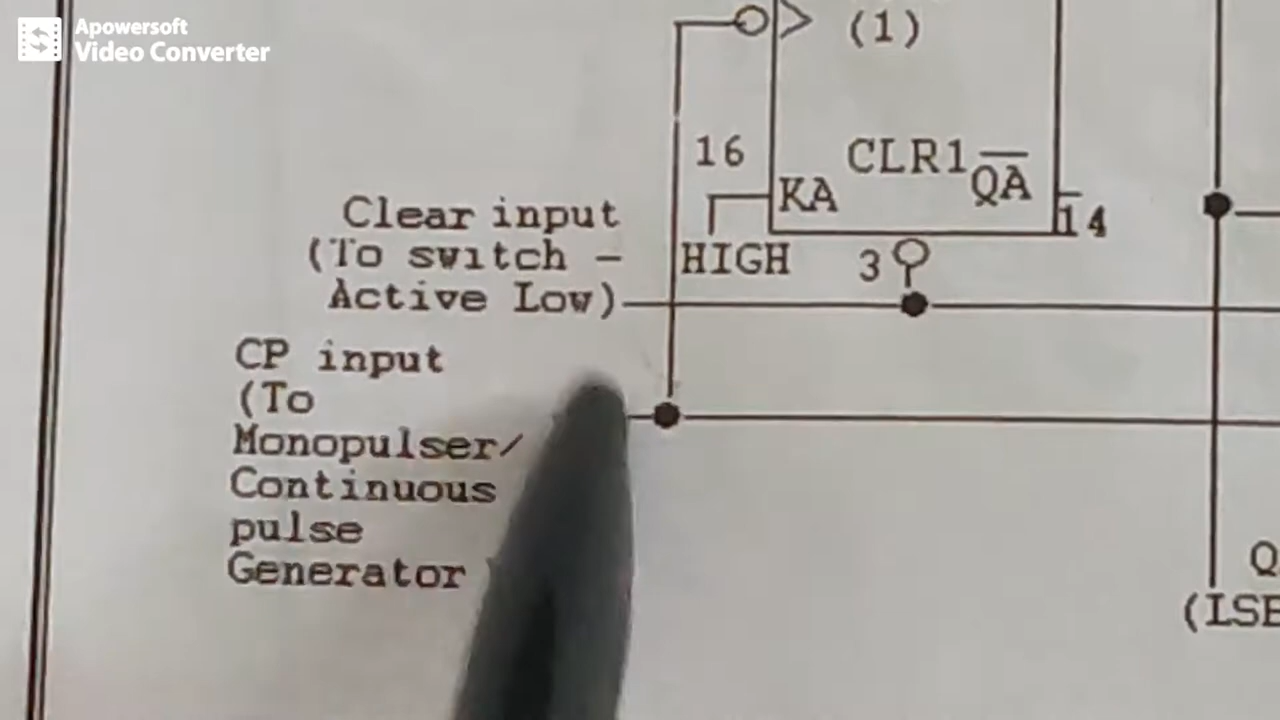 Apowersoft
Video Converter
(1)
16
CLR1
QA
KA
14
HIGH
3
Clear input
(To switch -
Active Low)
CP input
(To
Monopulser/
Continuous
pulse
Generator
Q
(LSB